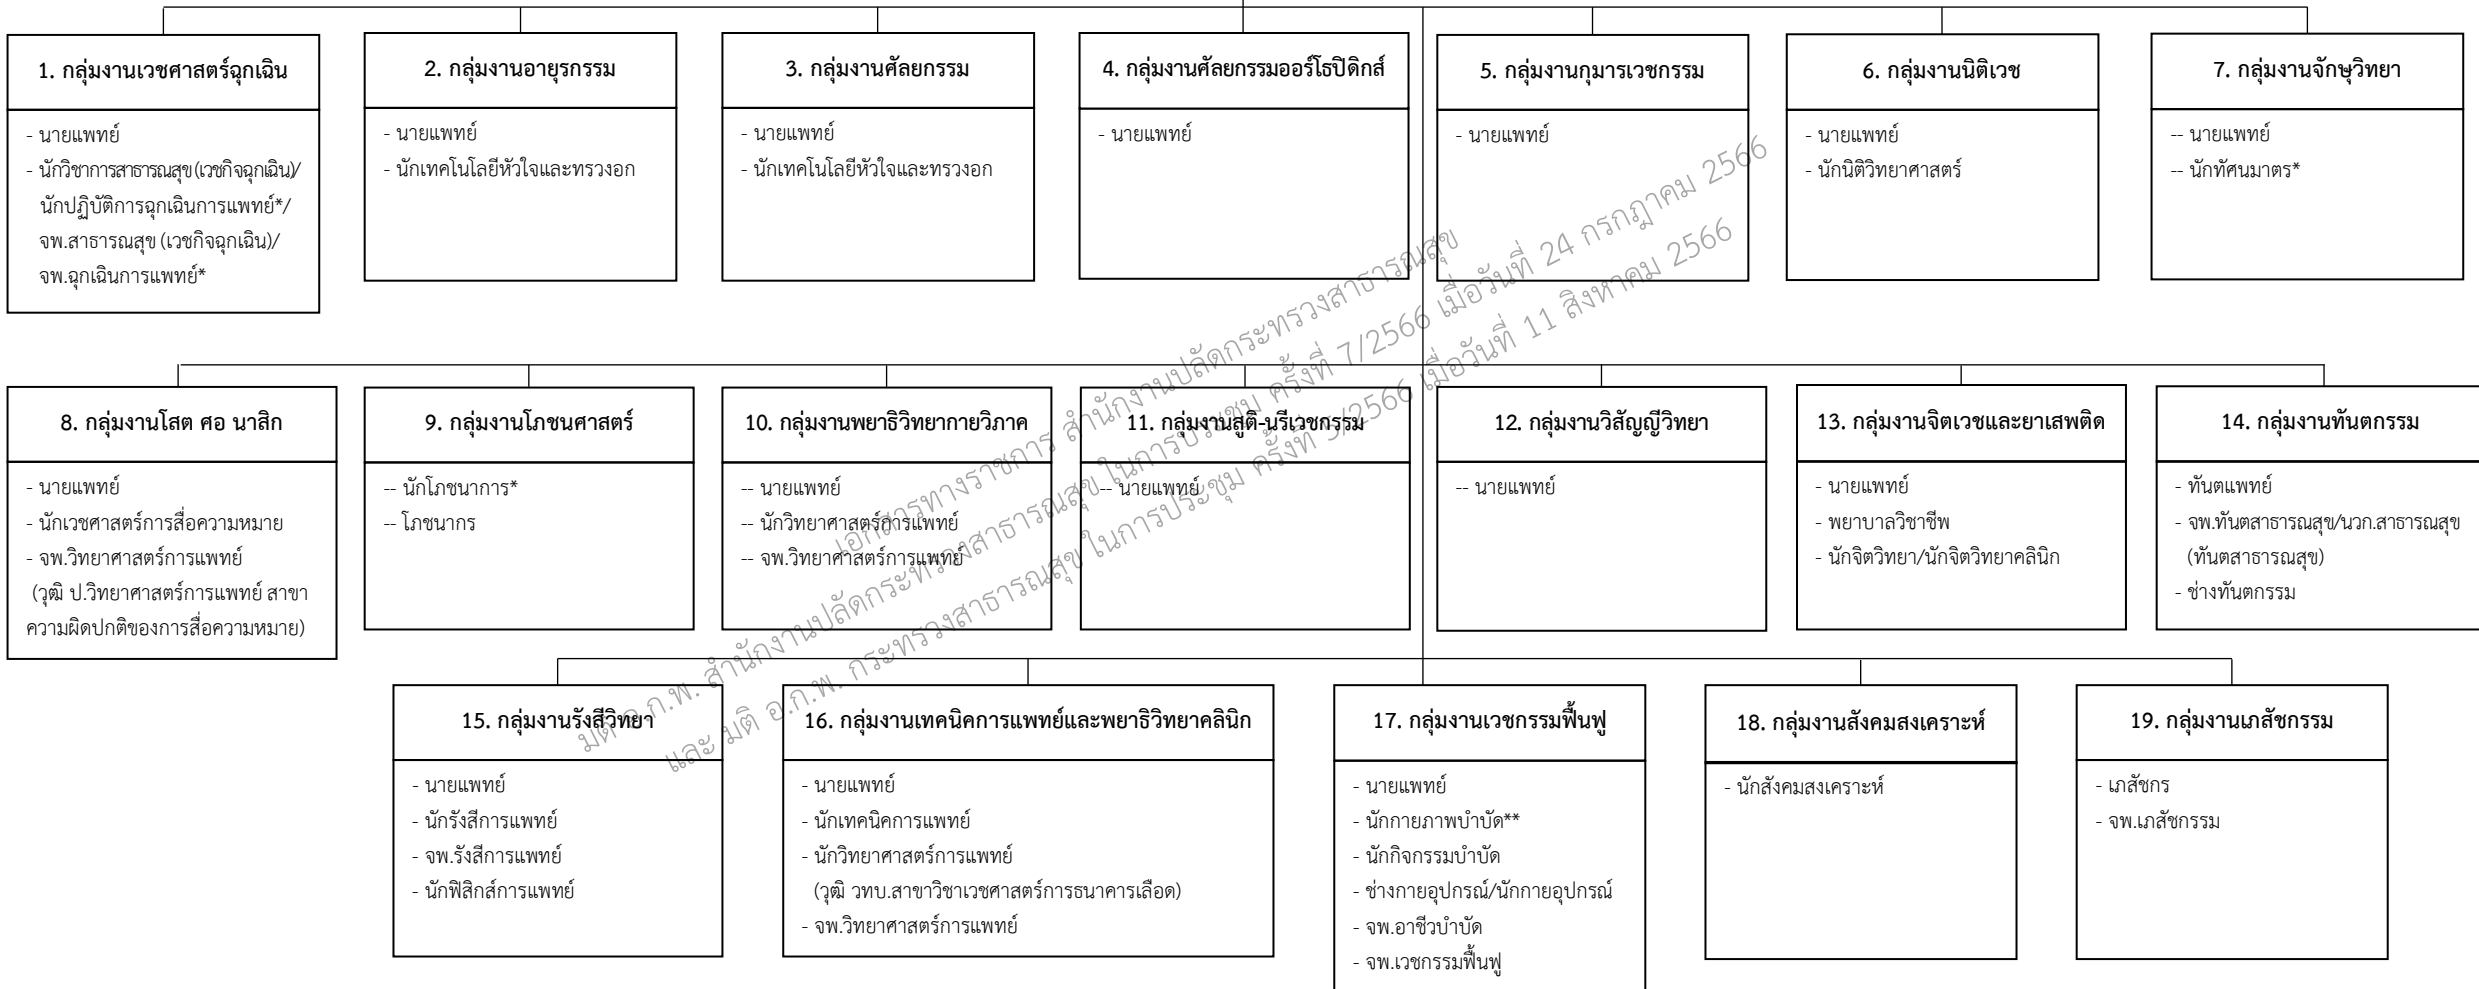 1. กลุ่มงานเวชศาสตร์ฉุกเฉิน
- นายแพทย์
- นักวิชาการสาธารณสุข (เวชกิจฉุกเฉิน)/
นักปฏิบัติการฉุกเฉินการแพทย์*/
จพ.สาธารณสุข (เวชกิจฉุกเฉิน)/
จพ.ฉุกเฉินการแพทย์*
2. กลุ่มงานอายุรกรรม
- นายแพทย์
- นักเทคโนโลยีหัวใจและทรวงอก
3. กลุ่มงานศัลยกรรม
- นายแพทย์
- นักเทคโนโลยีหัวใจและทรวงอก
4. กลุ่มงานศัลยกรรมออร์โธปิดิกส์
- นายแพทย์
5. กลุ่มงานกุมารเวชกรรม
- นายแพทย์
6. กลุ่มงานนิติเวช
- นายแพทย์
- นักนิติวิทยาศาสตร์
7. กลุ่มงานจักษุวิทยา
-- นายแพทย์
-- นักทัศนมาตร*
8. กลุ่มงานโสต ศอ นาสิก
- นายแพทย์
- นักเวชศาสตร์การสื่อความหมาย
- จพ.วิทยาศาสตร์การแพทย์
(วุฒิ ป.วิทยาศาสตร์การแพทย์ สาขา
ความผิดปกติของการสื่อความหมาย)
9. กลุ่มงานโภชนศาสตร์
-- นักโภชนาการ*
-- โภชนากร
10. กลุ่มงานพยาธิวิทยากายวิภาค
-- นายแพทย์
-- นักวิทยาศาสตร์การแพทย์
-- จพ.วิทยาศาสตร์การแพทย์
11. กลุ่มงานสูติ-นรีเวชกรรม
-- นายแพทย์
12. กลุ่มงานวิสัญญีวิทยา
-- นายแพทย์
13. กลุ่มงานจิตเวชและยาเสพติด
- นายแพทย์
- พยาบาลวิชาชีพ
- นักจิตวิทยา/นักจิตวิทยาคลินิก
14. กลุ่มงานทันตกรรม
- ทันตแพทย์
- จพ.ทันตสาธารณสุข/นวก.สาธารณสุข
(ทันตสาธารณสุข)
- ช่างทันตกรรม
15. กลุ่มงานรังสีวิทยา
- นายแพทย์
- นักรังสีการแพทย์
- จพ.รังสีการแพทย์
- นักฟิสิกส์การแพทย์
16. กลุ่มงานเทคนิคการแพทย์และพยาธิวิทยาคลินิก
- นายแพทย์
- นักเทคนิคการแพทย์
- นักวิทยาศาสตร์การแพทย์
(วุฒิ วทบ.สาขาวิชาเวชศาสตร์การธนาคารเลือด)
- จพ.วิทยาศาสตร์การแพทย์
17. กลุ่มงานเวชกรรมฟื้นฟู
- นายแพทย์
- นักกายภาพบำบัด**
- นักกิจกรรมบำบัด
- ช่างกายอุปกรณ์/นักกายอุปกรณ์
- จพ.อาชีวบำบัด
- จพ.เวชกรรมฟื้นฟู
18. กลุ่มงานสังคมสงเคราะห์
- นักสังคมสงเคราะห์
19. กลุ่มงานเภสัชกรรม
- เภสัชกร
- จพ.เภสัชกรรม
เอกสารทางราชการ สำนักงานปลัดกระทรวงสาธารณสุข
มติ อ.ก.พ. สำนักงานปลัดกระทรวงสาธารณสุข ในการประชุม ครั้งที่ 7/2566 เมื่อวันที่ 24 กรกฎาคม 2566
และ มติ อ.ก.พ. กระทรวงสาธารณสุข ในการประชุม ครั้งที่ 5/2566 เมื่อวันที่ 11 สิงหาคม 2566